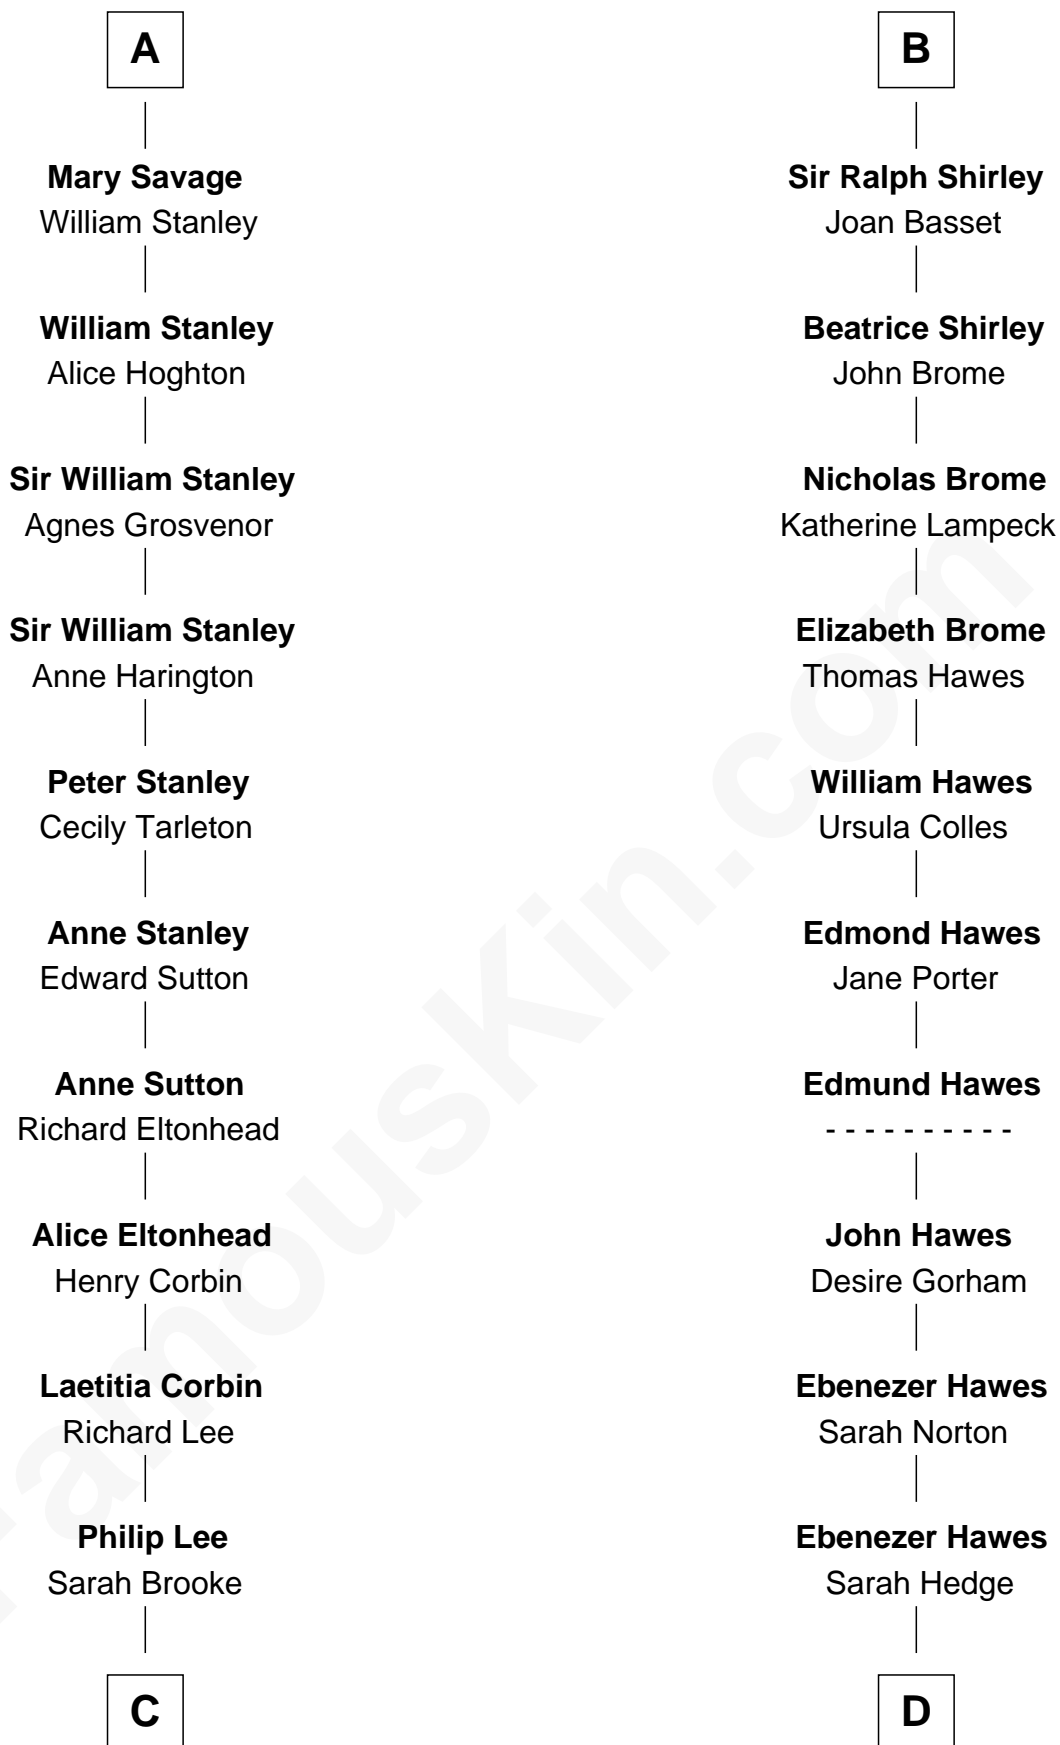 A
Mary Savage
William Stanley
William Stanley
Alice Hoghton
Sir William Stanley
Agnes Grosvenor
Sir William Stanley
Anne Harington
Peter Stanley
Cecily Tarleton
Anne Stanley
Edward Sutton
Anne Sutton
Richard Eltonhead
Alice Eltonhead
Henry Corbin
Laetitia Corbin
Richard Lee
Philip Lee
Sarah Brooke
C
B
Sir Ralph Shirley
Joan Basset
Beatrice Shirley
John Brome
Nicholas Brome
Katherine Lampeck
Elizabeth Brome
Thomas Hawes
William Hawes
Ursula Colles
Edmond Hawes
Jane Porter
Edmund Hawes
- - - - - - - - - -
John Hawes
Desire Gorham
Ebenezer Hawes
Sarah Norton
Ebenezer Hawes
Sarah Hedge
D
FamousKin.com